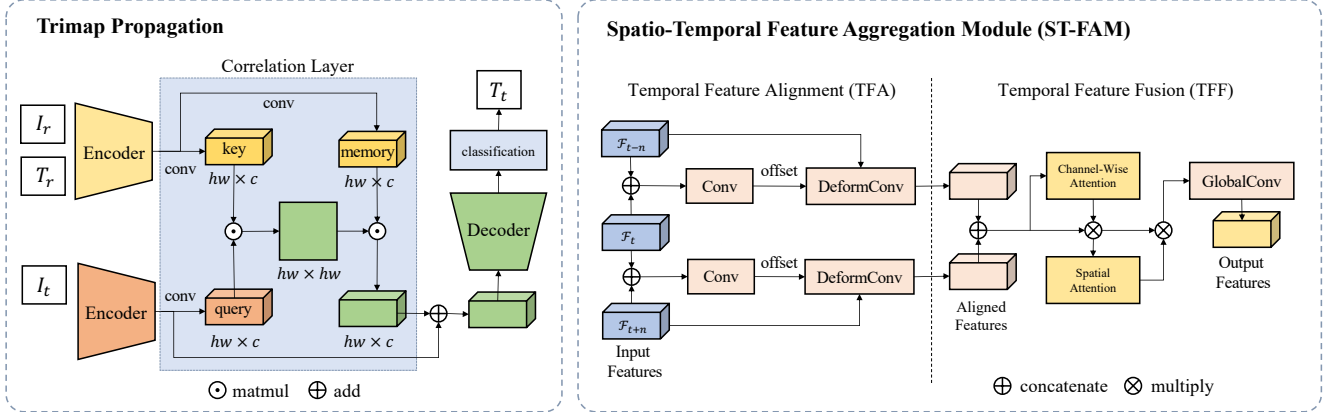 Trimap Propagation
Correlation Layer
I_r
T_r
Encoder
conv
conv
key
hw × c
memory
hw × c
hw × hw
I_t
Encoder
conv
query
hw × c
hw × c
T_t
classification
Decoder
⊙ matmul ⊕ add
Spatio-Temporal Feature Aggregation Module (ST-FAM)
Temporal Feature Alignment (TFA)
ℱ_{t−n}
Conv
offset
DeformConv
ℱ_t
Conv
offset
DeformConv
ℱ_{t+n}
Input
Features
Temporal Feature Fusion (TFF)
Channel-Wise
Attention
GlobalConv
Spatial
Attention
Output
Features
Aligned
Features
⊕ concatenate ⊗ multiply